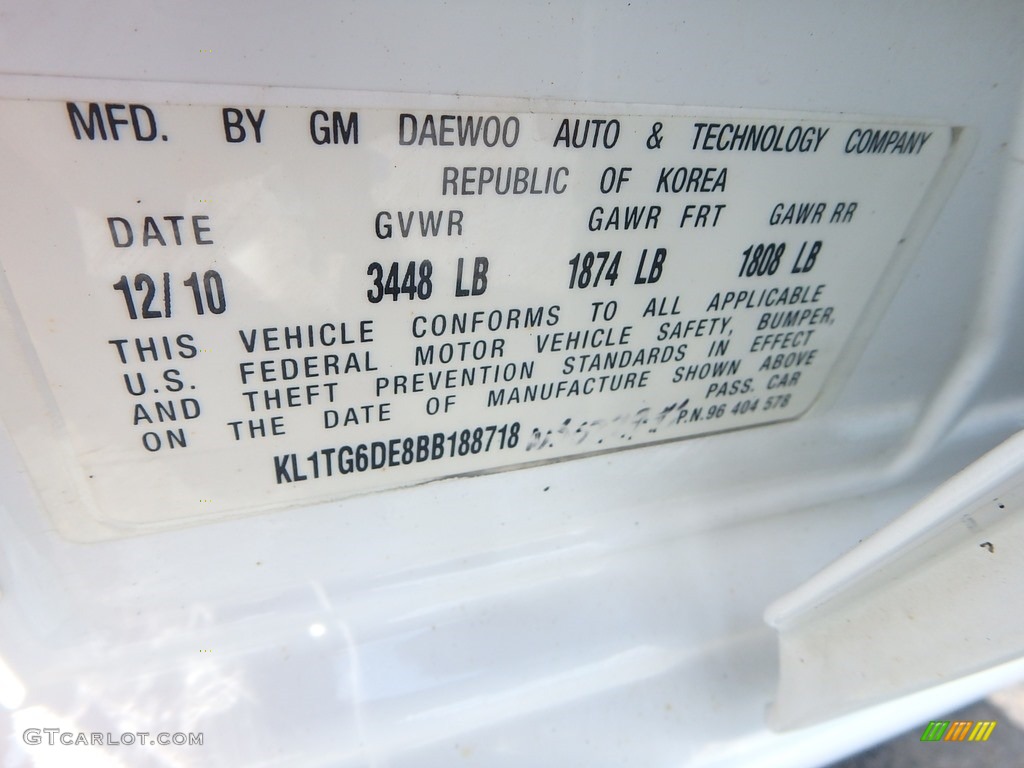 MFD. BY GM DAEWOO AUTO & TECHNOLOGY COMPANY
REPUBLIC OF KOREA
DATE GVWR GAWR FRT GAWR RR
12/10 3448 LB 1874 LB 1808 LB
THIS VEHICLE CONFORMS TO ALL APPLICABLE
U.S. FEDERAL MOTOR VEHICLE SAFETY, BUMPER,
AND THEFT PREVENTION STANDARDS IN EFFECT
ON THE DATE OF MANUFACTURE SHOWN ABOVE
PASS. CAR
KL1TG6DE8BB188718 P.N.96 404 578
GTCARLOT.COM